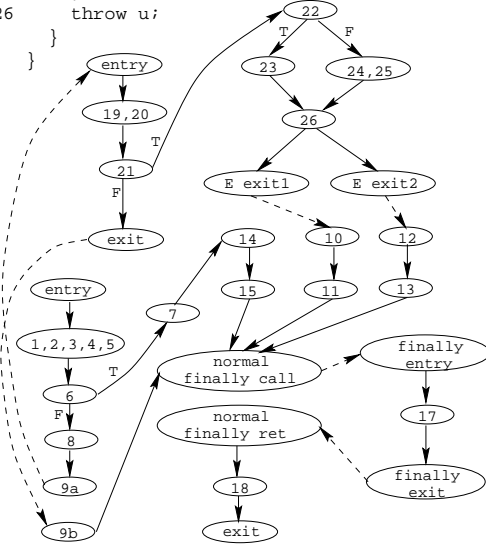 26 throw u;
}
}
entry
19,20
21
T
F
exit
22
T
F
23
24,25
26
E exit1
E exit2
10
12
11
13
14
15
7
entry
1,2,3,4,5
6
T
F
8
9a
9b
normal
finally call
finally
entry
17
finally
exit
normal
finally ret
18
exit